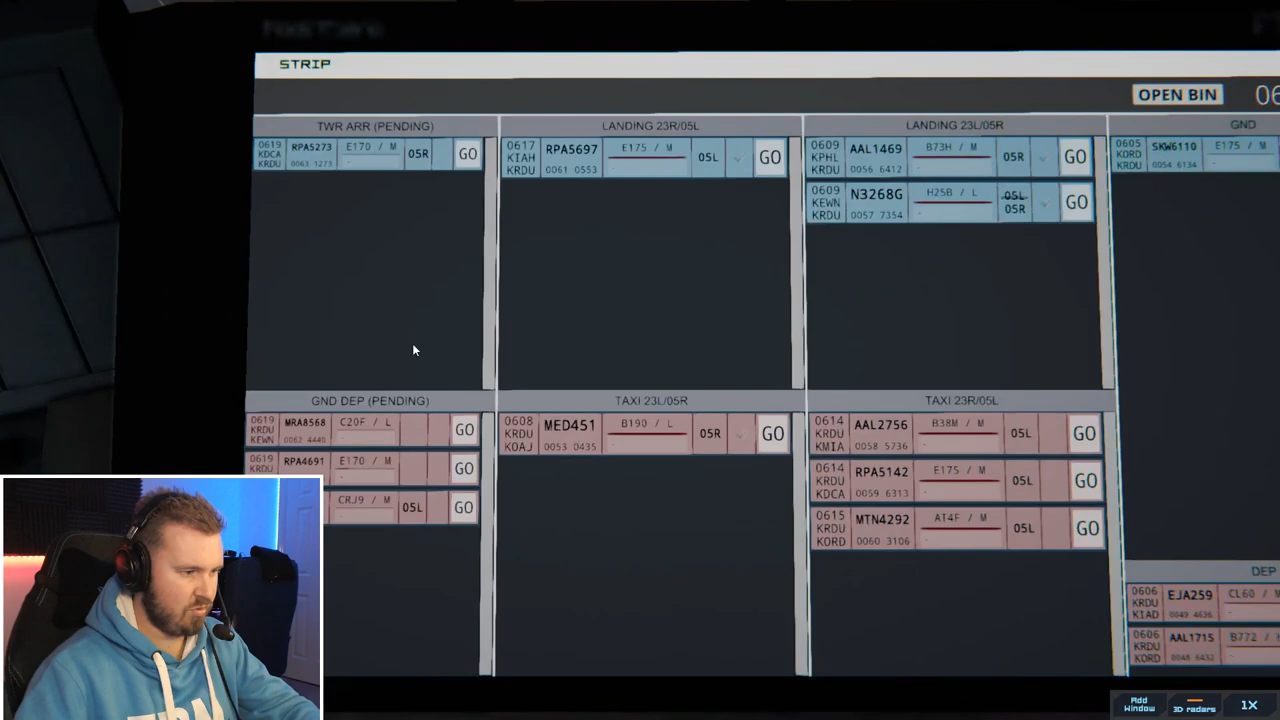 STRIP
OPEN BIN 06
TWR ARR (PENDING)
0619 RPA5273 E170 / M 05R GO
KDCA
KRDU 0063 1273 -
LANDING 23R/05L
0617 RPA5697 E175 / M 05L GO
KIAH
KRDU 0061 0553 -
LANDING 23L/05R
0609 AAL1469 B73H / M 05R GO
KPHL
KRDU 0056 6412 -
0609 N3268G H25B / L 05L GO
KEWN 05R
KRDU 0057 7354 -
GND
0605 SKW6110 E175 / M
KORD
KRDU 0054 6134 -
GND DEP (PENDING)
0619 MRA8568 C20F / L GO
KRDU
KEWN 0062 4440 -
0619 RPA4691 E170 / M GO
KRDU
-
CRJ9 / M 05L GO
-
TAXI 23L/05R
0608 MED451 B190 / L 05R GO
KRDU
KOAJ 0053 0435 -
TAXI 23R/05L
0614 AAL2756 B38M / M 05L GO
KRDU
KMIA 0058 5736 -
0614 RPA5142 E175 / M 05L GO
KRDU
KDCA 0059 6313 -
0615 MTN4292 AT4F / M 05L GO
KRDU
KORD 0060 3106 -
DEP
0606 EJA259 CL60 / M
KRDU
KIAD 0049 4636 -
0606 AAL1715 B772 /
KRDU
KORD 0048 6432 -
Add
Window
3D radars
1X